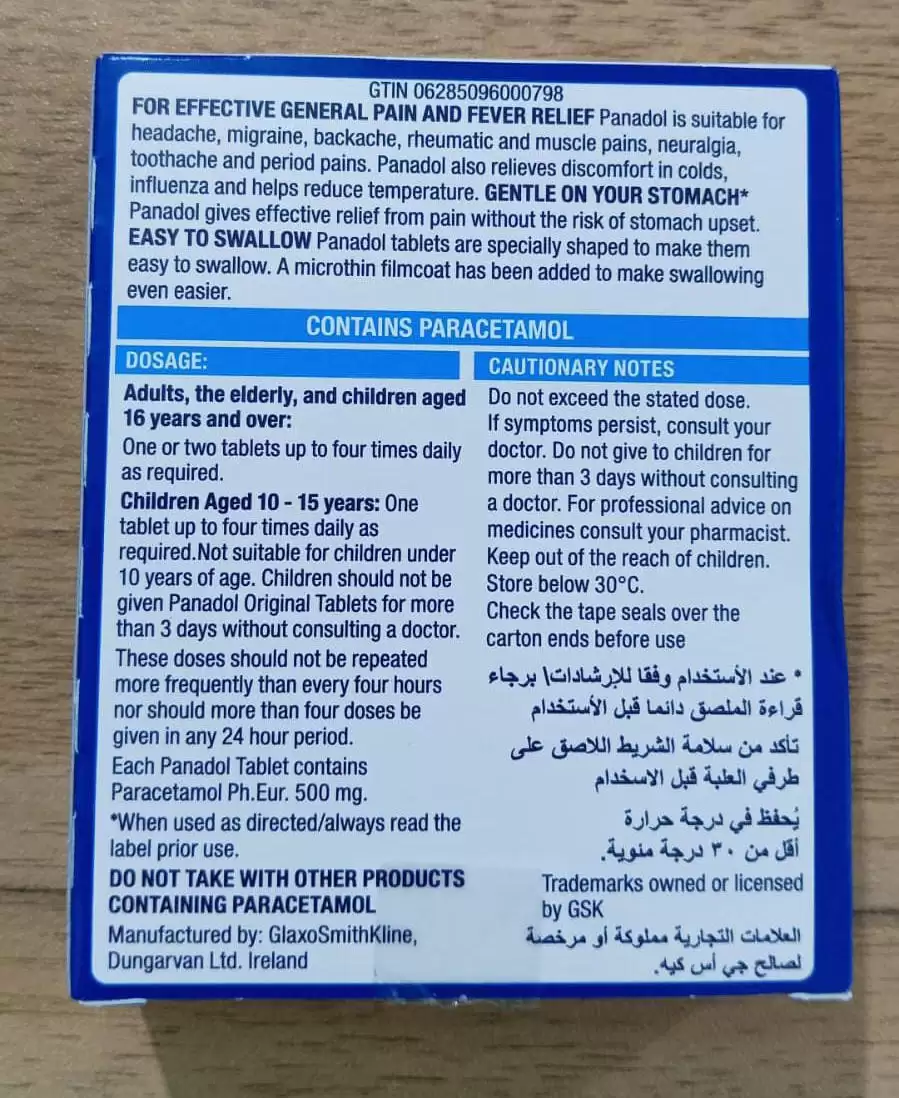 GTIN 06285096000798
FOR EFFECTIVE GENERAL PAIN AND FEVER RELIEF Panadol is suitable for
headache, migraine, backache, rheumatic and muscle pains, neuralgia,
toothache and period pains. Panadol also relieves discomfort in colds,
influenza and helps reduce temperature. GENTLE ON YOUR STOMACH*
Panadol gives effective relief from pain without the risk of stomach upset.
EASY TO SWALLOW Panadol tablets are specially shaped to make them
easy to swallow. A microthin filmcoat has been added to make swallowing
even easier.
CONTAINS PARACETAMOL
DOSAGE:
Adults, the elderly, and children aged
16 years and over:
One or two tablets up to four times daily
as required.
Children Aged 10 - 15 years: One
tablet up to four times daily as
required.Not suitable for children under
10 years of age. Children should not be
given Panadol Original Tablets for more
than 3 days without consulting a doctor.
These doses should not be repeated
more frequently than every four hours
nor should more than four doses be
given in any 24 hour period.
Each Panadol Tablet contains
Paracetamol Ph.Eur. 500 mg.
*When used as directed/always read the
label prior use.
DO NOT TAKE WITH OTHER PRODUCTS
CONTAINING PARACETAMOL
Manufactured by: GlaxoSmithKline,
Dungarvan Ltd. Ireland
CAUTIONARY NOTES
Do not exceed the stated dose.
If symptoms persist, consult your
doctor. Do not give to children for
more than 3 days without consulting
a doctor. For professional advice on
medicines consult your pharmacist.
Keep out of the reach of children.
Store below 30°C.
Check the tape seals over the
carton ends before use
* عند الأستخدام وفقا للإرشادات\ برجاء
قراءة الملصق دائما قبل الأستخدام
تأكد من سلامة الشريط اللاصق على
طرفي العلبة قبل الاسخدام
يُحفظ في درجة حرارة
أقل من ٣٠ درجة مئوية.
Trademarks owned or licensed
by GSK
العلامات التجارية مملوكة أو مرخصة
لصالح جي أس كيه.